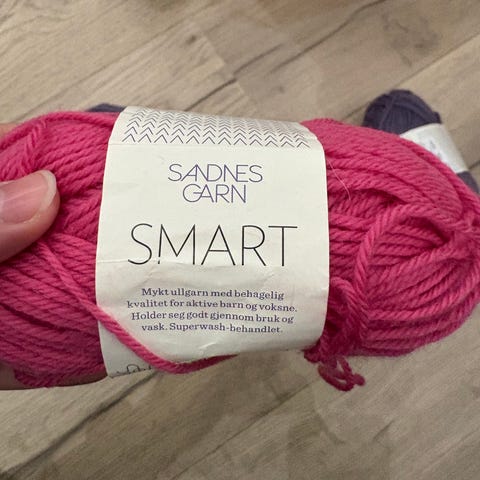 SANDNES
GARN
SMART
Mykt ullgarn med behagelig
kvalitet for aktive barn og voksne.
Holder seg godt gjennom bruk og
vask. Superwash-behandlet.